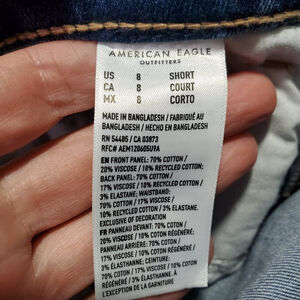 AMERICAN EAGLE
OUTFITTERS
US 8 SHORT
CA 8 COURT
MX 8 CORTO
MADE IN BANGLADESH / FABRIQUÉ AU
BANGLADESH / HECHO EN BANGLADESH
RN 54485 / CA 03873
RFC# AEM120605U9A
EN FRONT PANEL: 70% COTTON /
20% VISCOSE / 10% RECYCLED COTTON;
BACK PANEL: 70% COTTON /
17% VISCOSE / 10% RECYCLED COTTON /
3% ELASTANE; WAISTBAND:
70% COTTON / 17% VISCOSE /
10% RECYCLED COTTON / 3% ELASTANE.
EXCLUSIVE OF DECORATION
FR PANNEAU DEVANT: 70% COTON /
20% VISCOSE / 10% COTON RÉGÉNÉRÉ;
PANNEAU ARRIÈRE: 70% COTON /
17% VISCOSE / 10% COTON RÉGÉNÉRÉ /
3% ÉLASTHANNE; CEINTURE:
70% COTON / 17% VISCOSE /
10% COTON RÉGÉNÉRÉ / 3% ÉLASTHANNE.
L'EXCEPTION DE LA GARNITURE